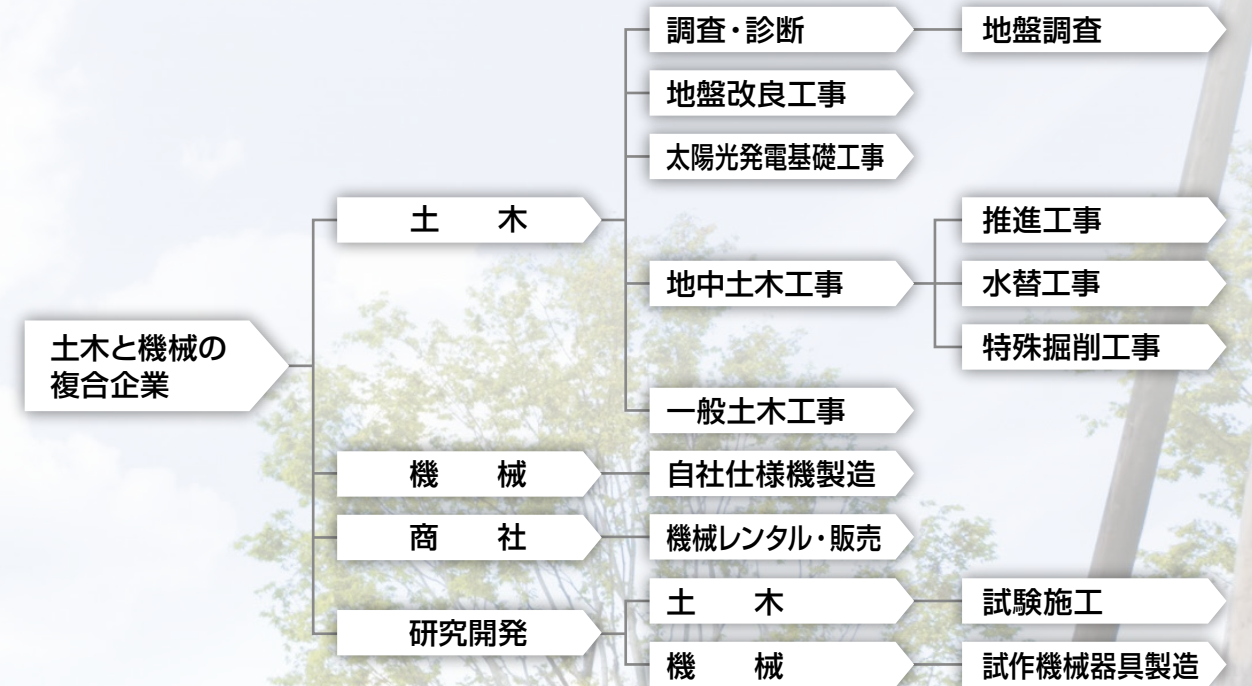 調査・診断
地盤調査
地盤改良工事
太陽光発電基礎工事
土　木
推進工事
地中土木工事
水替工事
特殊掘削工事
土木と機械の
複合企業
一般土木工事
機　械
自社仕様機製造
商　社
機械レンタル・販売
研究開発
土　木
試験施工
機　械
試作機械器具製造